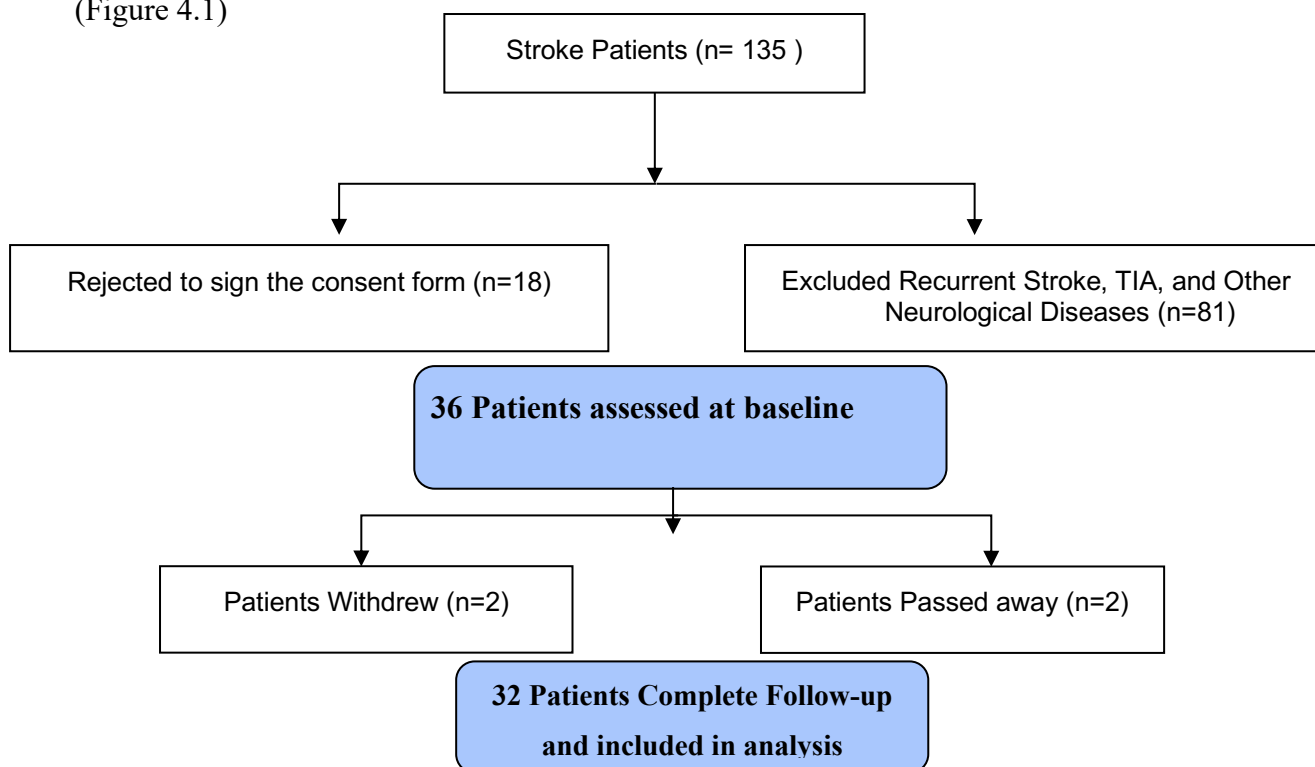 (Figure 4.1)
Stroke Patients (n= 135 )
Rejected to sign the consent form (n=18)
Excluded Recurrent Stroke, TIA, and Other
Neurological Diseases (n=81)
36 Patients assessed at baseline
Patients Withdrew (n=2)
Patients Passed away (n=2)
32 Patients Complete Follow-up
and included in analysis